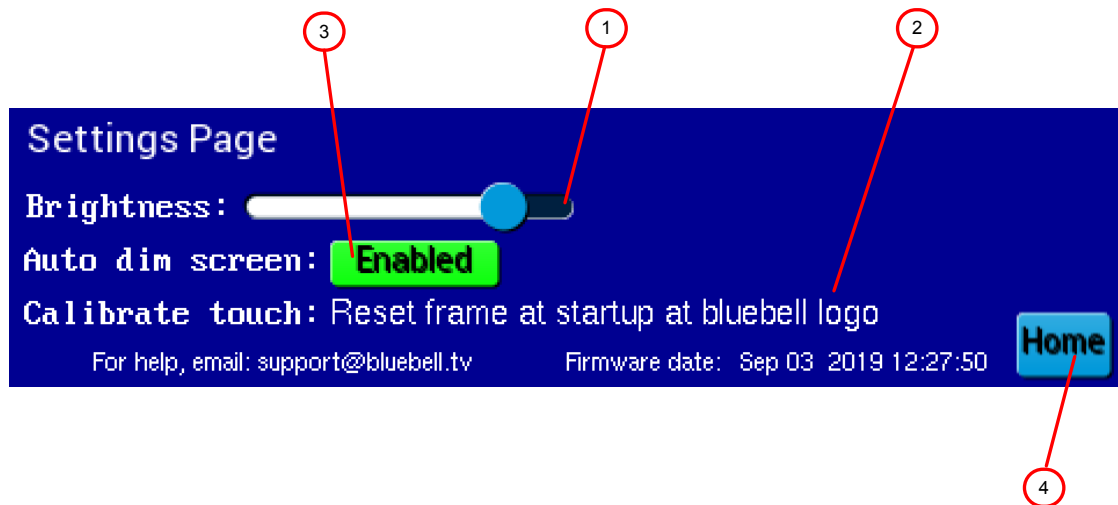 3 1 2
Settings Page
Brightness:
Auto dim screen: Enabled
Calibrate touch: Reset frame at startup at bluebell logo
Home
For help, email: support@bluebell.tv Firmware date: Sep 03 2019 12:27:50
4